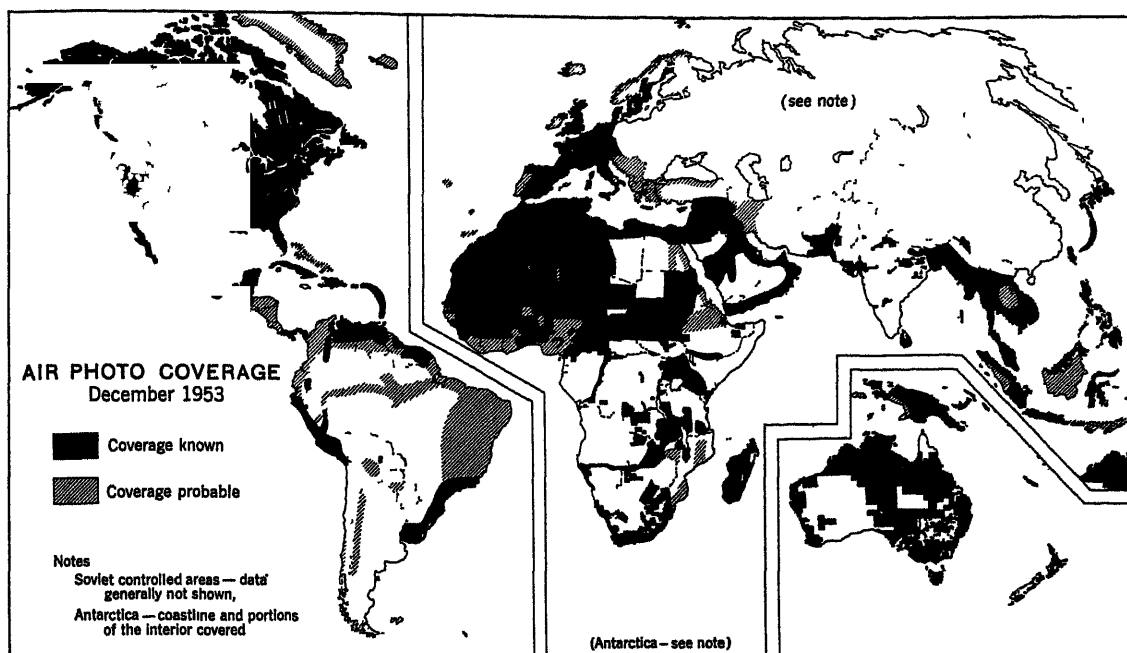 (see note)
AIR PHOTO COVERAGE
December 1953
Coverage known
Coverage probable
Notes
Soviet controlled areas — data
generally not shown,
Antarctica — coastline and portions
of the interior covered
(Antarctica — see note)